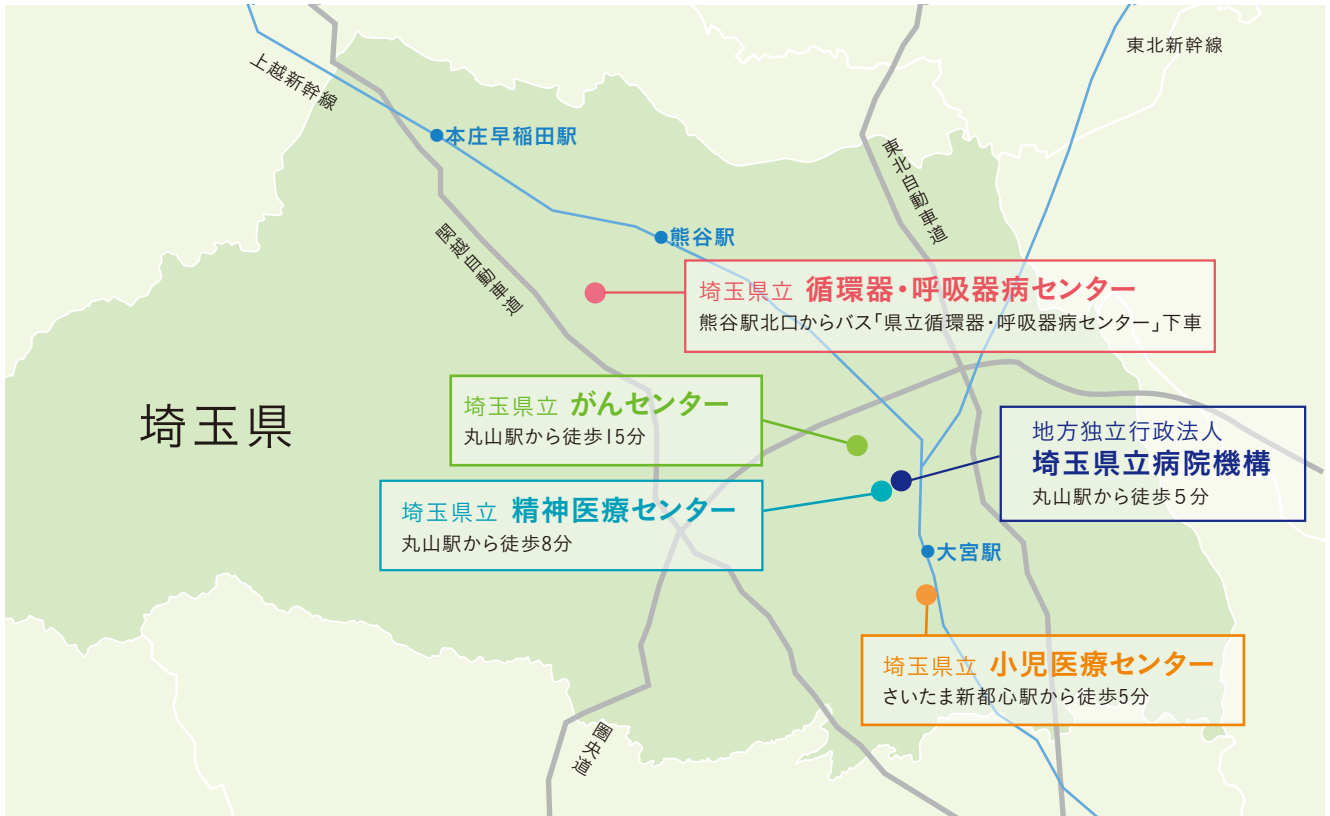 東北新幹線
上越新幹線
本庄早稲田駅
東北自動車道
熊谷駅
関越自動車道
埼玉県立 循環器・呼吸器病センター
熊谷駅北口からバス「県立循環器・呼吸器病センター」下車
埼玉県
埼玉県立 がんセンター
丸山駅から徒歩15分
地方独立行政法人
埼玉県立病院機構
丸山駅から徒歩5分
埼玉県立 精神医療センター
丸山駅から徒歩8分
大宮駅
埼玉県立 小児医療センター
さいたま新都心駅から徒歩5分
圏央道